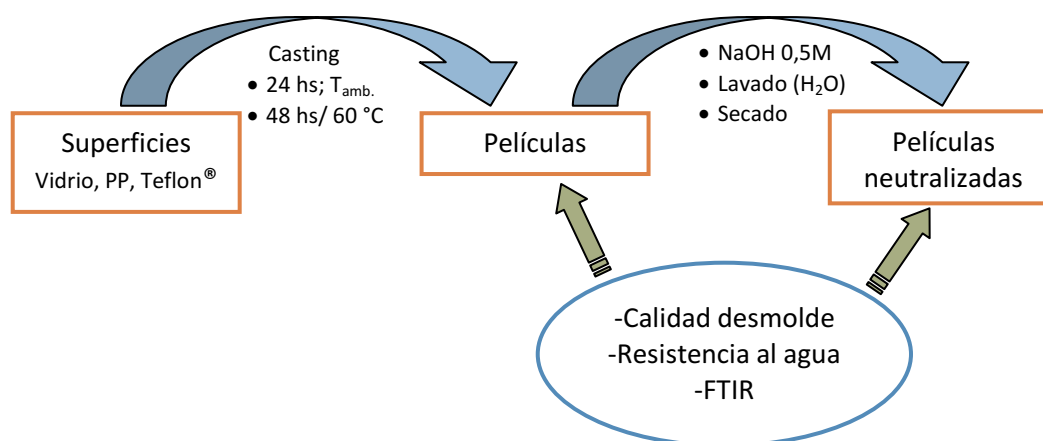 Casting
• 24 hs; Tamb.
• 48 hs/ 60 °C
• NaOH 0,5M
• Lavado (H2O)
• Secado
Superficies
Vidrio, PP, Teflon®
Películas
Películas
neutralizadas
-Calidad desmolde
-Resistencia al agua
-FTIR